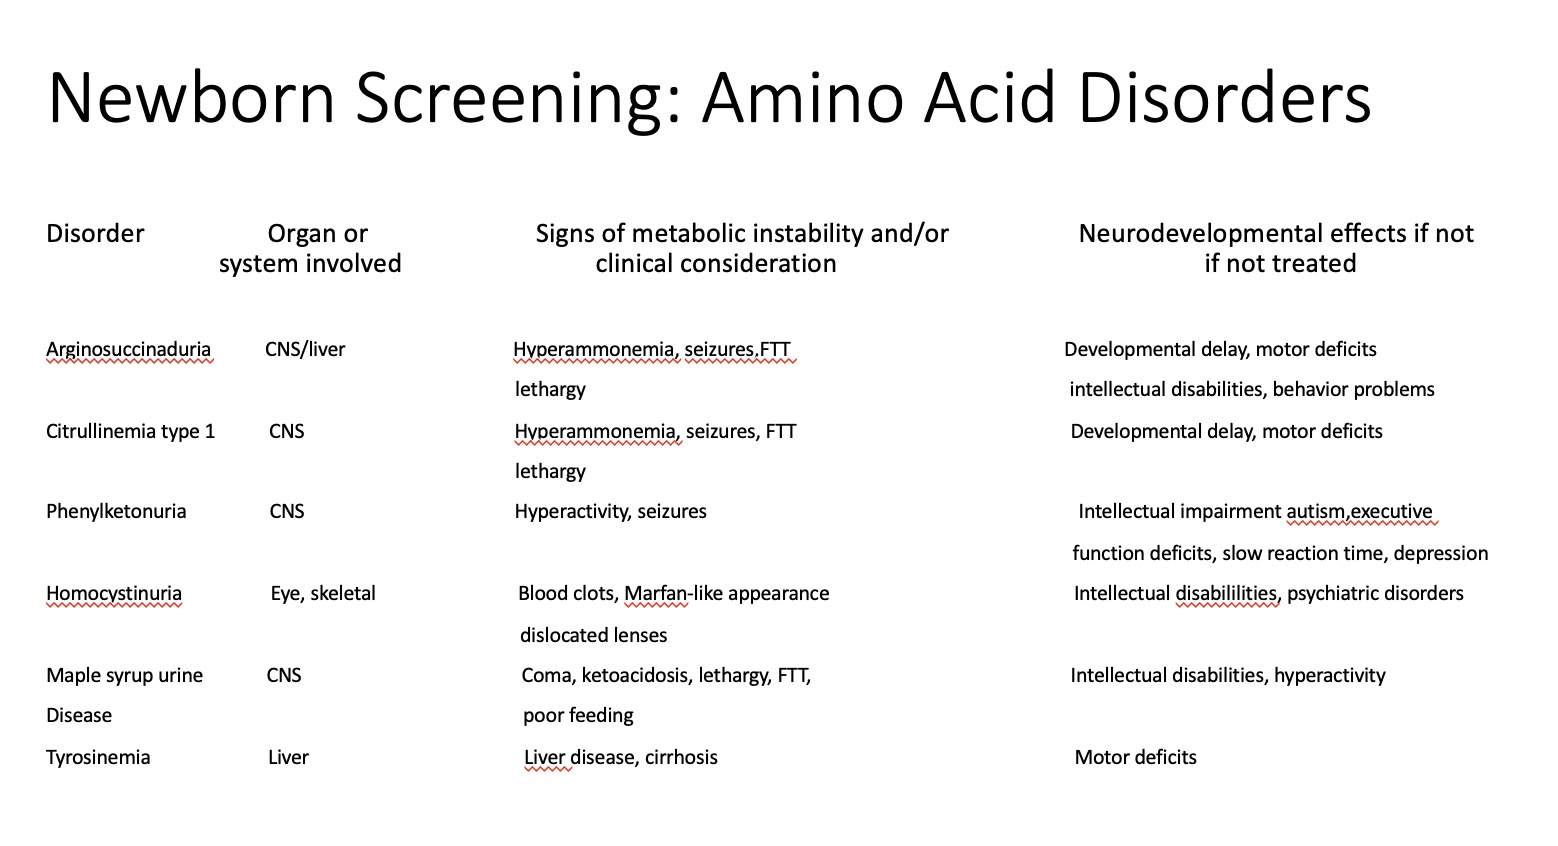 Newborn Screening: Amino Acid Disorders
Disorder Organ or Signs of metabolic instability and/or Neurodevelopmental effects if not
system involved clinical consideration if not treated
Arginosuccinaduria CNS/liver Hyperammonemia, seizures,FTT Developmental delay, motor deficits
lethargy intellectual disabilities, behavior problems
Citrullinemia type 1 CNS Hyperammonemia, seizures, FTT Developmental delay, motor deficits
lethargy
Phenylketonuria CNS Hyperactivity, seizures Intellectual impairment autism,executive
function deficits, slow reaction time, depression
Homocystinuria Eye, skeletal Blood clots, Marfan-like appearance Intellectual disabililities, psychiatric disorders
dislocated lenses
Maple syrup urine CNS Coma, ketoacidosis, lethargy, FTT, Intellectual disabilities, hyperactivity
Disease poor feeding
Tyrosinemia Liver Liver disease, cirrhosis Motor deficits